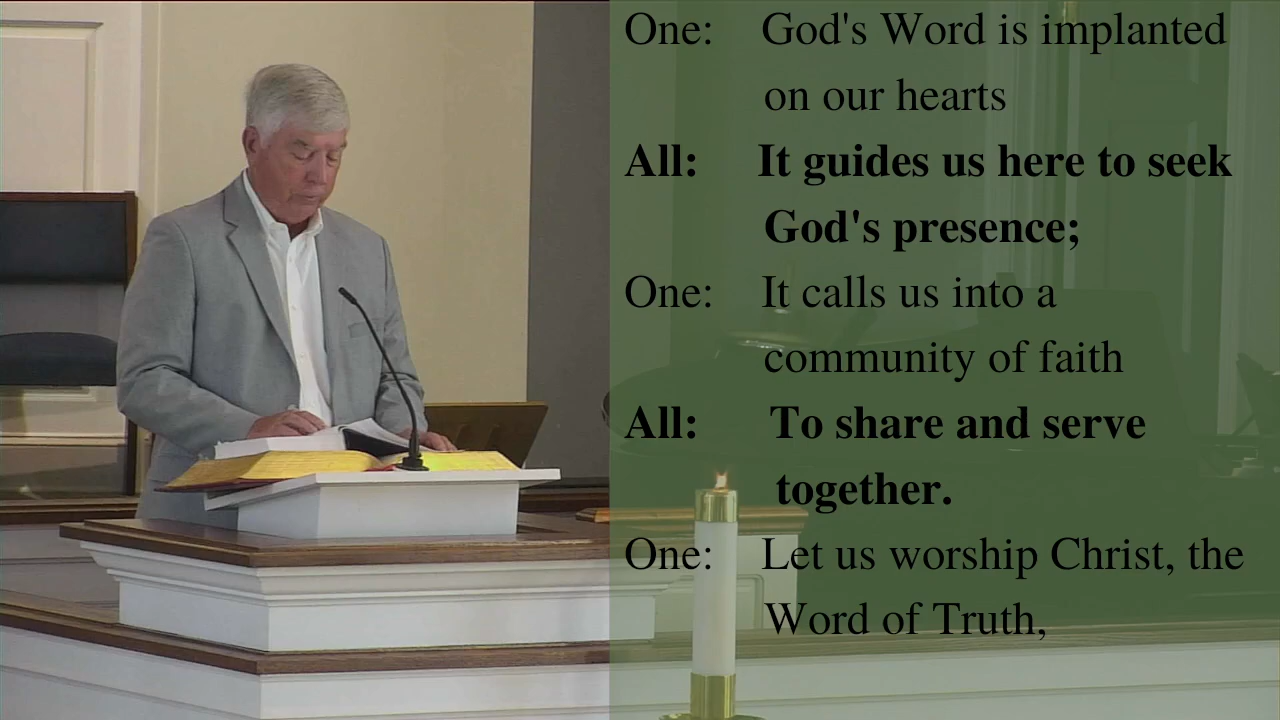 One: God's Word is implanted
on our hearts
All: It guides us here to seek
God's presence;
One: It calls us into a
community of faith
All: To share and serve
together.
One: Let us worship Christ, the
Word of Truth,